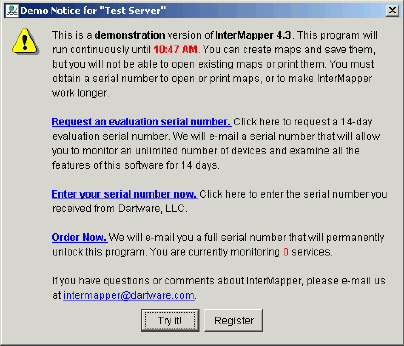 Demo Notice for "Test Server"
This is a demonstration version of InterMapper 4.3. This program will
run continuously until 10:47 AM. You can create maps and save them,
but you will not be able to open existing maps or print them. You must
obtain a serial number to open or print maps, or to make InterMapper
work longer.
Request an evaluation serial number. Click here to request a 14-day
evaluation serial number. We will e-mail a serial number that will allow
you to monitor an unlimited number of devices and examine all the
features of this software for 14 days.
Enter your serial number now. Click here to enter the serial number you
received from Dartware, LLC.
Order Now. We will e-mail you a full serial number that will permanently
unlock this program. You are currently monitoring 0 services.
If you have questions or comments about InterMapper, please e-mail us
at intermapper@dartware.com.
Try it!
Register